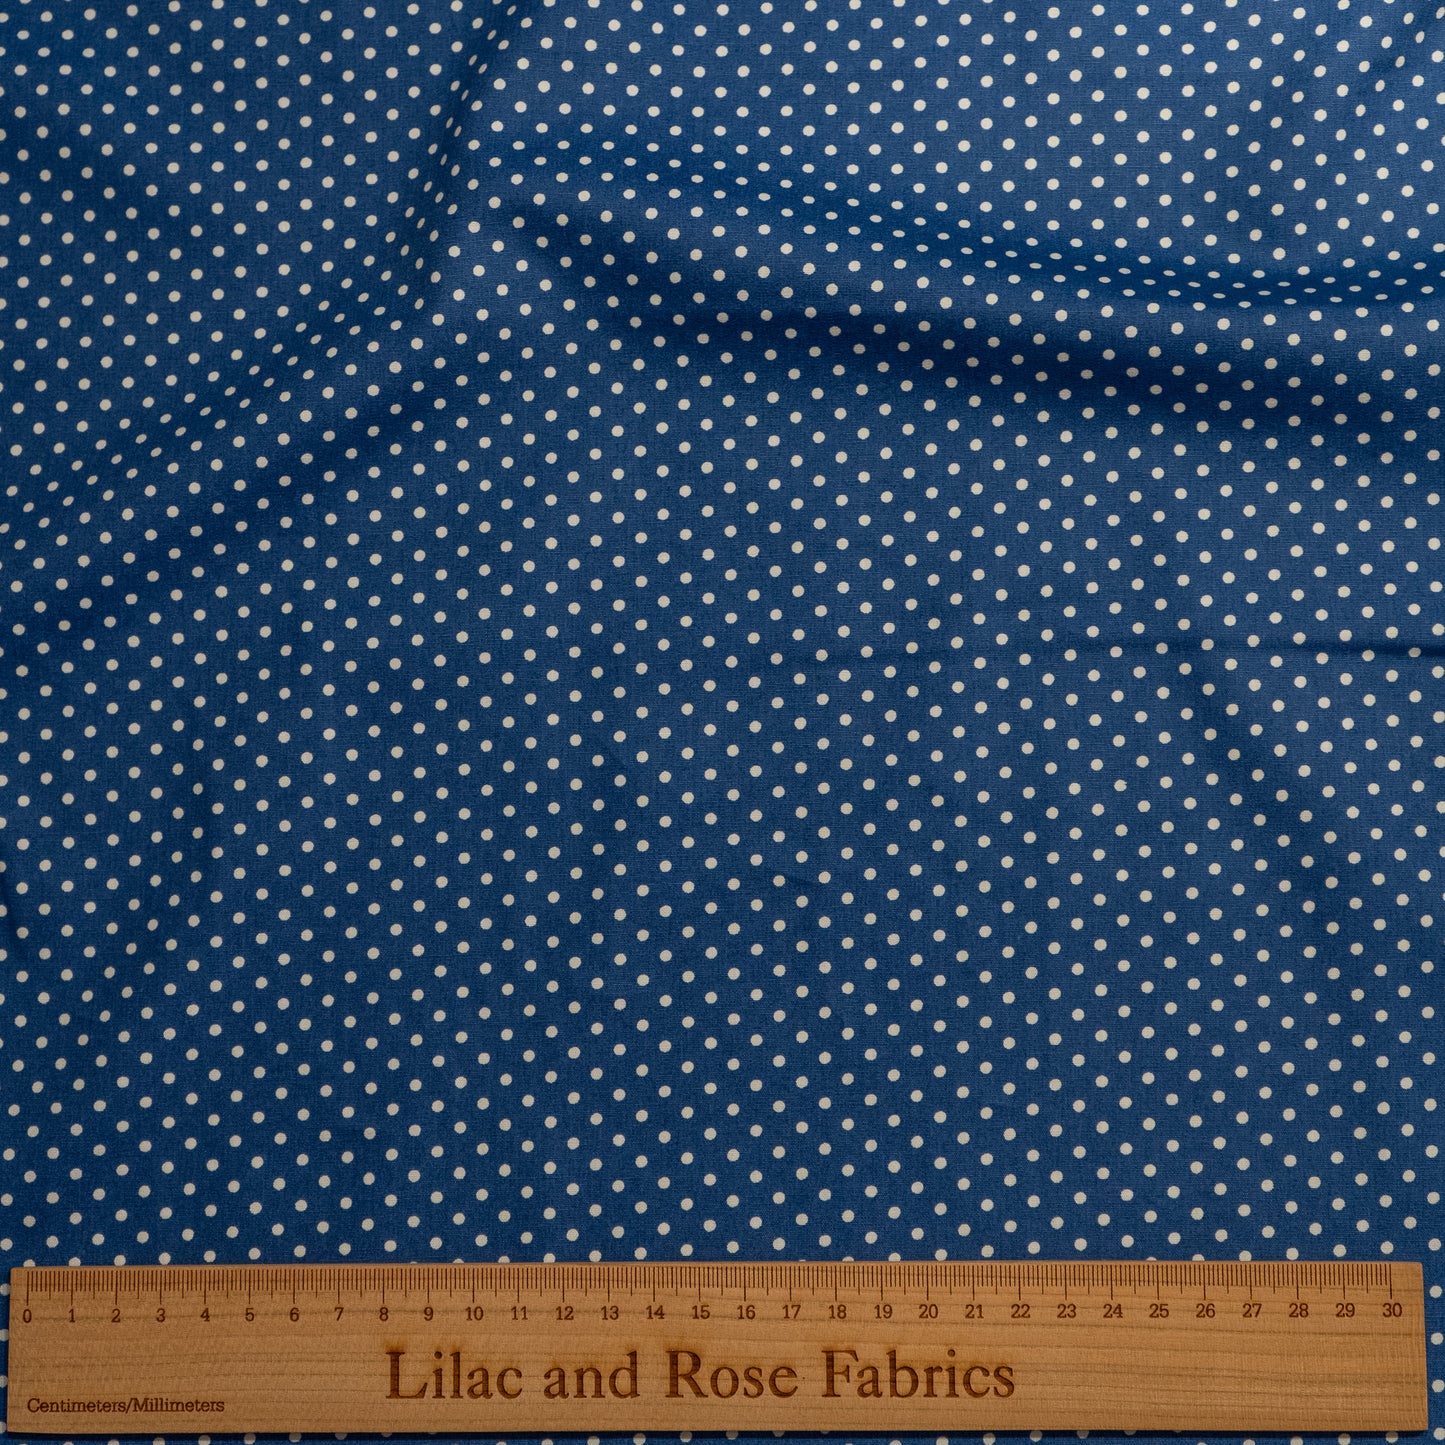 0 1 2 3 4 5 6 7 8 9 10 11 12 13 14 15 16 17 18 19 20 21 22 23 24 25 26 27 28 29 30
Lilac and Rose Fabrics
Centimeters/Millimeters